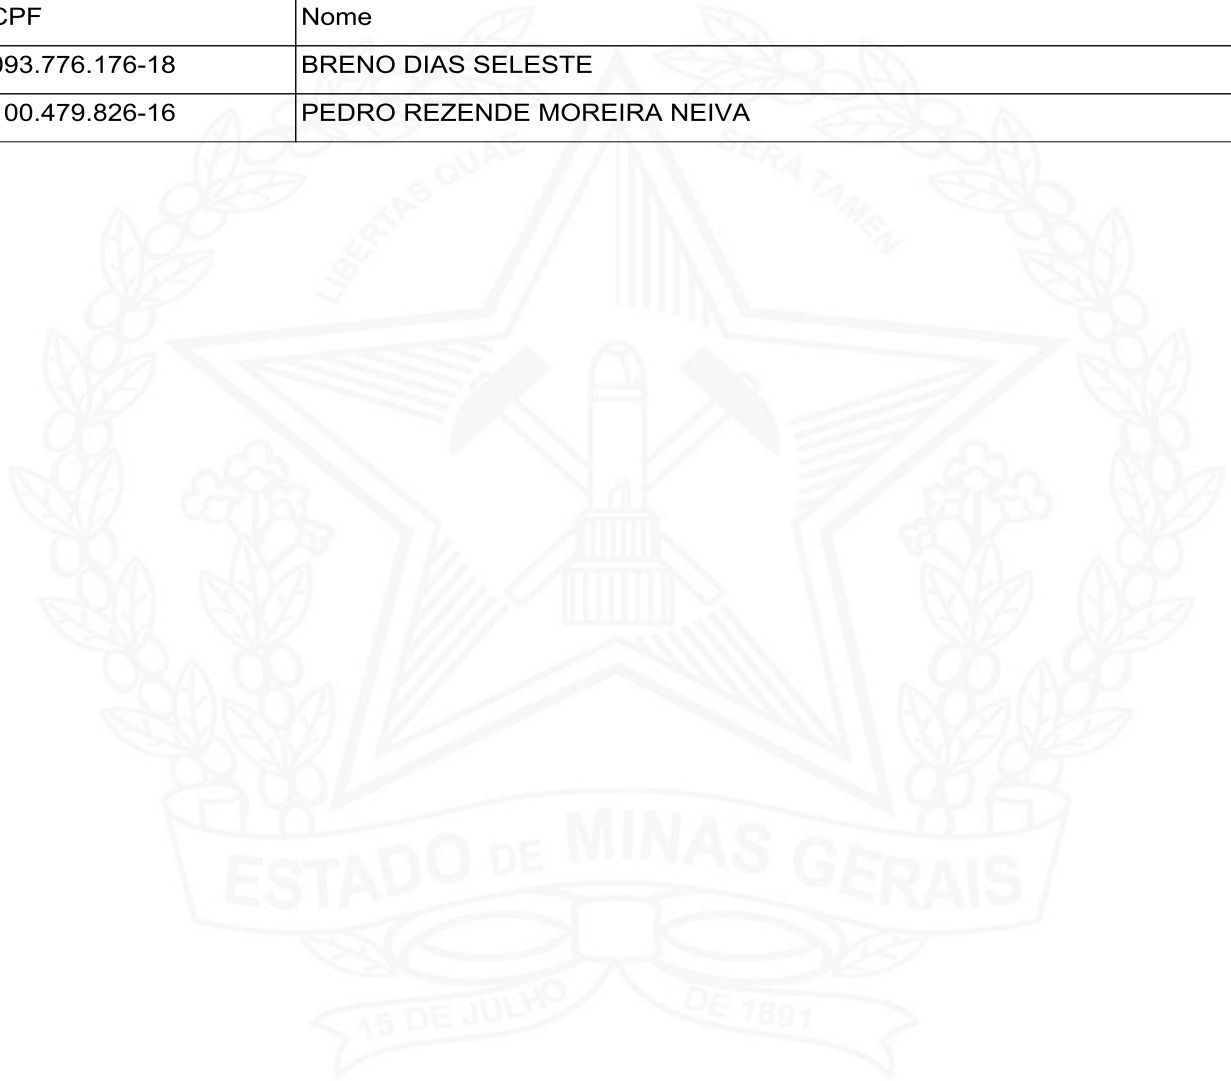 CPF Nome
093.776.176-18 BRENO DIAS SELESTE
00.479.826-16 PEDRO REZENDE MOREIRA NEIVA
LIBERTAS QUAE SERA TAMEN
ESTADO DE MINAS GERAIS
15 DE JULHO DE 1891